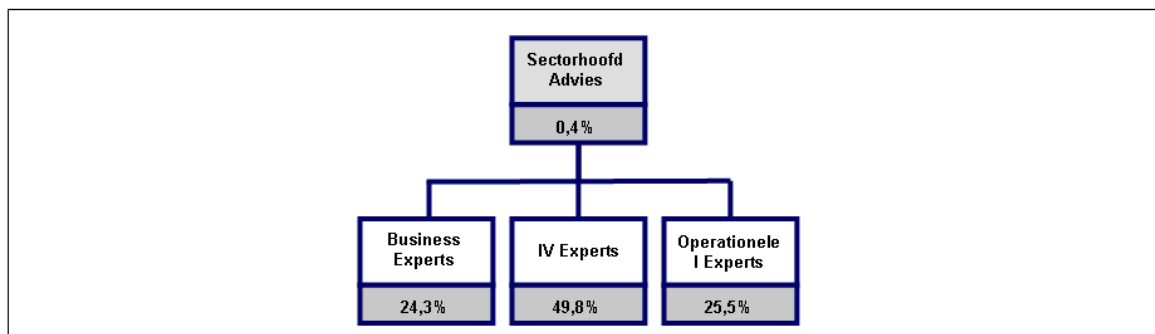 Sectorhoofd
Advies
0,4%
Business
Experts
24,3%
IV Experts
49,8%
Operationele
I Experts
25,5%